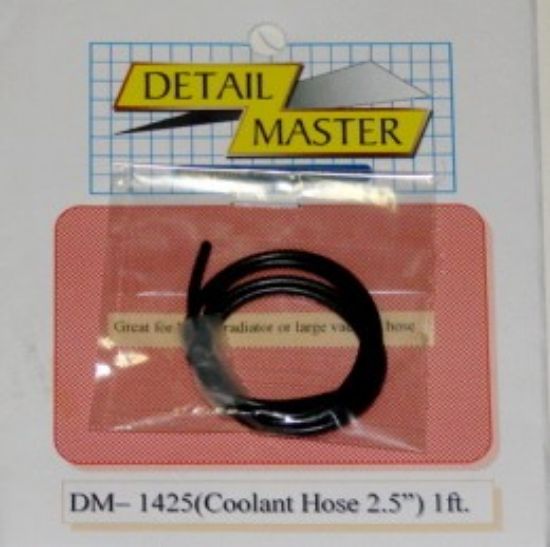 DETAIL
MASTER
Great for radiator or large hose
DM– 1425(Coolant Hose 2.5”) 1ft.